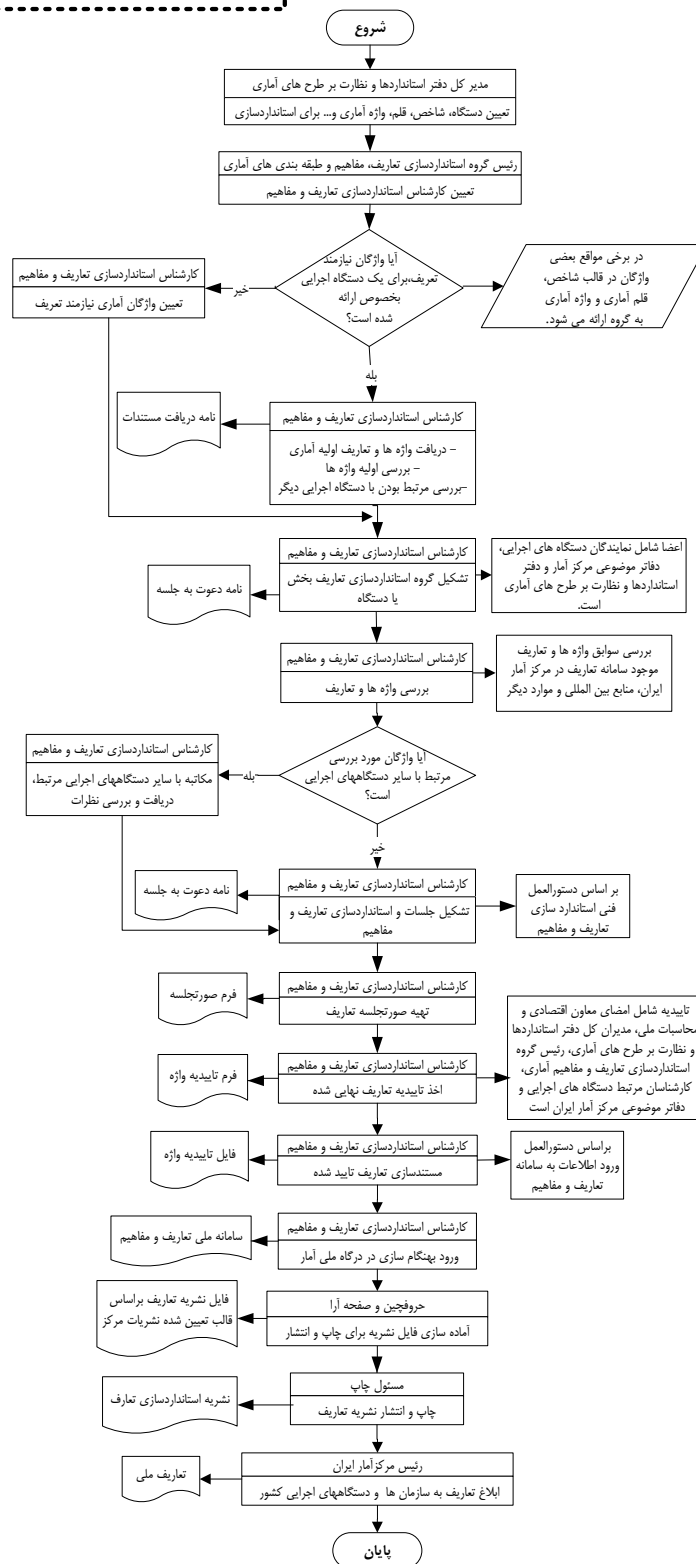 شروع
مدیر کل دفتر استانداردها و نظارت بر طرح های آماری
تعیین دستگاه، شاخص، قلم، واژه آماری و... برای استانداردسازی
رئیس گروه استانداردسازی تعاریف، مفاهیم و طبقه بندی های آماری
تعیین کارشناس استانداردسازی تعاریف و مفاهیم
آیا واژگان نیازمند
تعریف،برای یک دستگاه اجرایی
بخصوص ارائه
شده است؟
در برخی مواقع بعضی
واژگان در قالب شاخص،
قلم آماری و واژه آماری
به گروه ارائه می شود.
خیر
کارشناس استانداردسازی تعاریف و مفاهیم
تعیین واژگان آماری نیازمند تعریف
بله
کارشناس استانداردسازی تعاریف و مفاهیم
– دریافت واژه ها و تعاریف اولیه آماری
– بررسی اولیه واژه ها
–بررسی مرتبط بودن با دستگاه اجرایی دیگر
نامه دریافت مستندات
کارشناس استانداردسازی تعاریف و مفاهیم
تشکیل گروه استانداردسازی تعاریف بخش
یا دستگاه
اعضا شامل نمایندگان دستگاه های اجرایی،
دفاتر موضوعی مرکز آمار و دفتر
استانداردها و نظارت بر طرح های آماری
است.
نامه دعوت به جلسه
کارشناس استانداردسازی تعاریف و مفاهیم
بررسی واژه ها و تعاریف
بررسی سوابق واژه ها و تعاریف
موجود سامانه تعاریف در مرکز آمار
ایران، منابع بین المللی و موارد دیگر
آیا واژگان مورد بررسی
مرتبط با سایر دستگاههای اجرایی
است؟
بله
کارشناس استانداردسازی تعاریف و مفاهیم
مکاتبه با سایر دستگاههای اجرایی مرتبط،
دریافت و بررسی نظرات
خیر
کارشناس استانداردسازی تعاریف و مفاهیم
تشکیل جلسات و استانداردسازی تعاریف و
مفاهیم
بر اساس دستورالعمل
فنی استاندارد سازی
تعاریف و مفاهیم
نامه دعوت به جلسه
کارشناس استانداردسازی تعاریف و مفاهیم
تهیه صورتجلسه تعاریف
فرم صورتجلسه
کارشناس استانداردسازی تعاریف و مفاهیم
اخذ تاییدیه تعاریف نهایی شده
تاییدیه شامل امضای معاون اقتصادی و
محاسبات ملی، مدیران کل دفتر استانداردها
و نظارت بر طرح های آماری، رئیس گروه
استانداردسازی تعاریف و مفاهیم آماری،
کارشناسان مرتبط دستگاه های اجرایی و
دفاتر موضوعی مرکز آمار ایران است
فرم تاییدیه واژه
کارشناس استانداردسازی تعاریف و مفاهیم
مستندسازی تعاریف تایید شده
براساس دستورالعمل
ورود اطلاعات به سامانه
تعاریف و مفاهیم
فایل تاییدیه واژه
کارشناس استانداردسازی تعاریف و مفاهیم
ورود بهنگام سازی در درگاه ملی آمار
سامانه ملی تعاریف و مفاهیم
حروفچین و صفحه آرا
آماده سازی فایل نشریه برای چاپ و انتشار
فایل نشریه تعاریف براساس
قالب تعیین شده نشریات مرکز
مسئول چاپ
چاپ و انتشار نشریه تعاریف
نشریه استانداردسازی تعارف
رئیس مرکزآمار ایران
ابلاغ تعاریف به سازمان ها و دستگاههای اجرایی کشور
تعاریف ملی
پایان